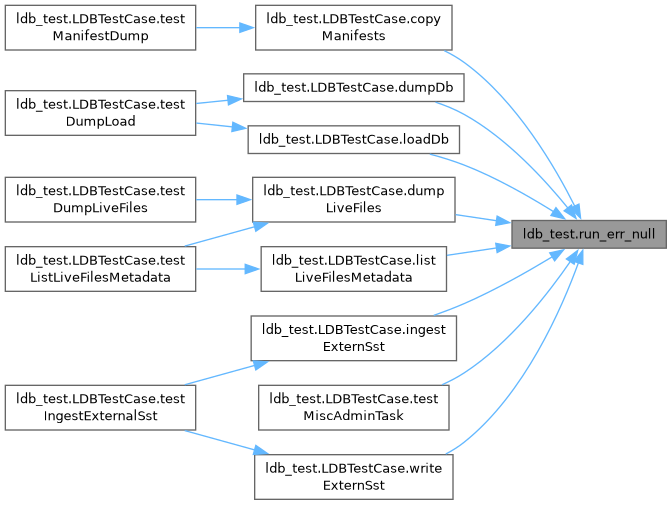 ldb_test.LDBTestCase.test
ManifestDump
ldb_test.LDBTestCase.copy
Manifests
ldb_test.LDBTestCase.dumpDb
ldb_test.LDBTestCase.test
DumpLoad
ldb_test.LDBTestCase.loadDb
ldb_test.LDBTestCase.test
DumpLiveFiles
ldb_test.LDBTestCase.dump
LiveFiles
ldb_test.run_err_null
ldb_test.LDBTestCase.test
ListLiveFilesMetadata
ldb_test.LDBTestCase.list
LiveFilesMetadata
ldb_test.LDBTestCase.ingest
ExternSst
ldb_test.LDBTestCase.test
IngestExternalSst
ldb_test.LDBTestCase.test
MiscAdminTask
ldb_test.LDBTestCase.write
ExternSst